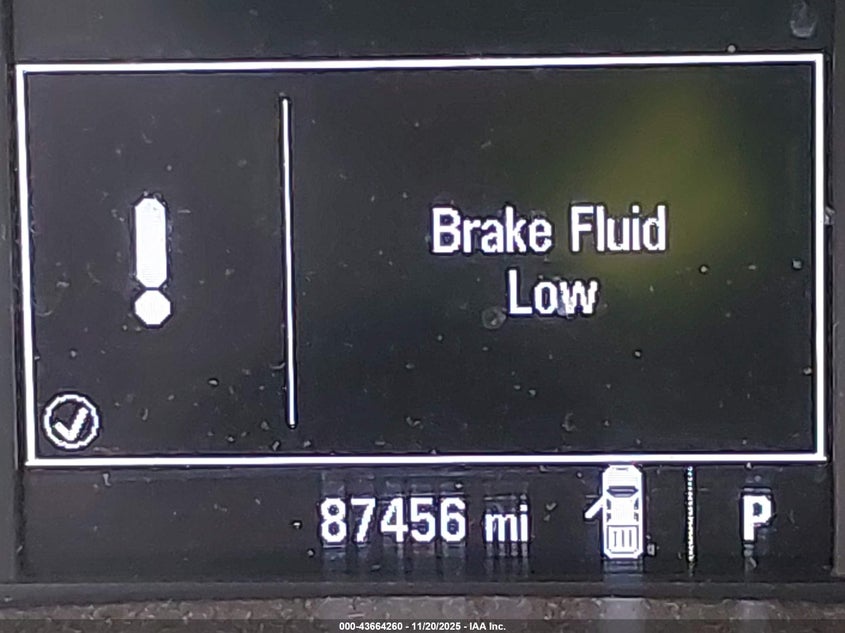 Brake Fluid
Low
87456 mi
P
000-43664260 - 11/20/2025 - IAA Inc.